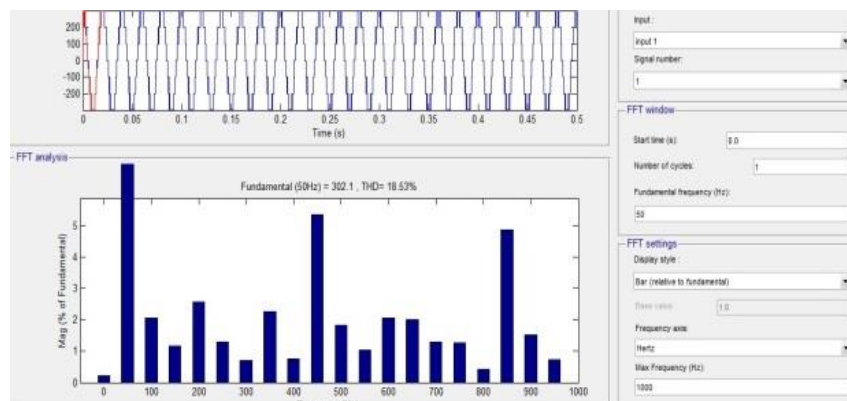 200
100
0
-100
-200
0 0.05 0.1 0.15 0.2 0.25 0.3 0.35 0.4 0.45 0.5
Time (s)
FFT analysis
Fundamental (50Hz) = 302.1 , THD= 18.53%
Mag (% of Fundamental)
5
4
3
2
1
0
0 100 200 300 400 500 600 700 800 900 1000
Input :
input 1
Signal number:
1
FFT window
Start time (s): 0.0
Number of cycles: 1
Fundamental frequency (Hz):
50
FFT settings
Display style :
Bar (relative to fundamental)
Base value : 1.0
Frequency axis:
Hertz
Max Frequency (Hz):
1000